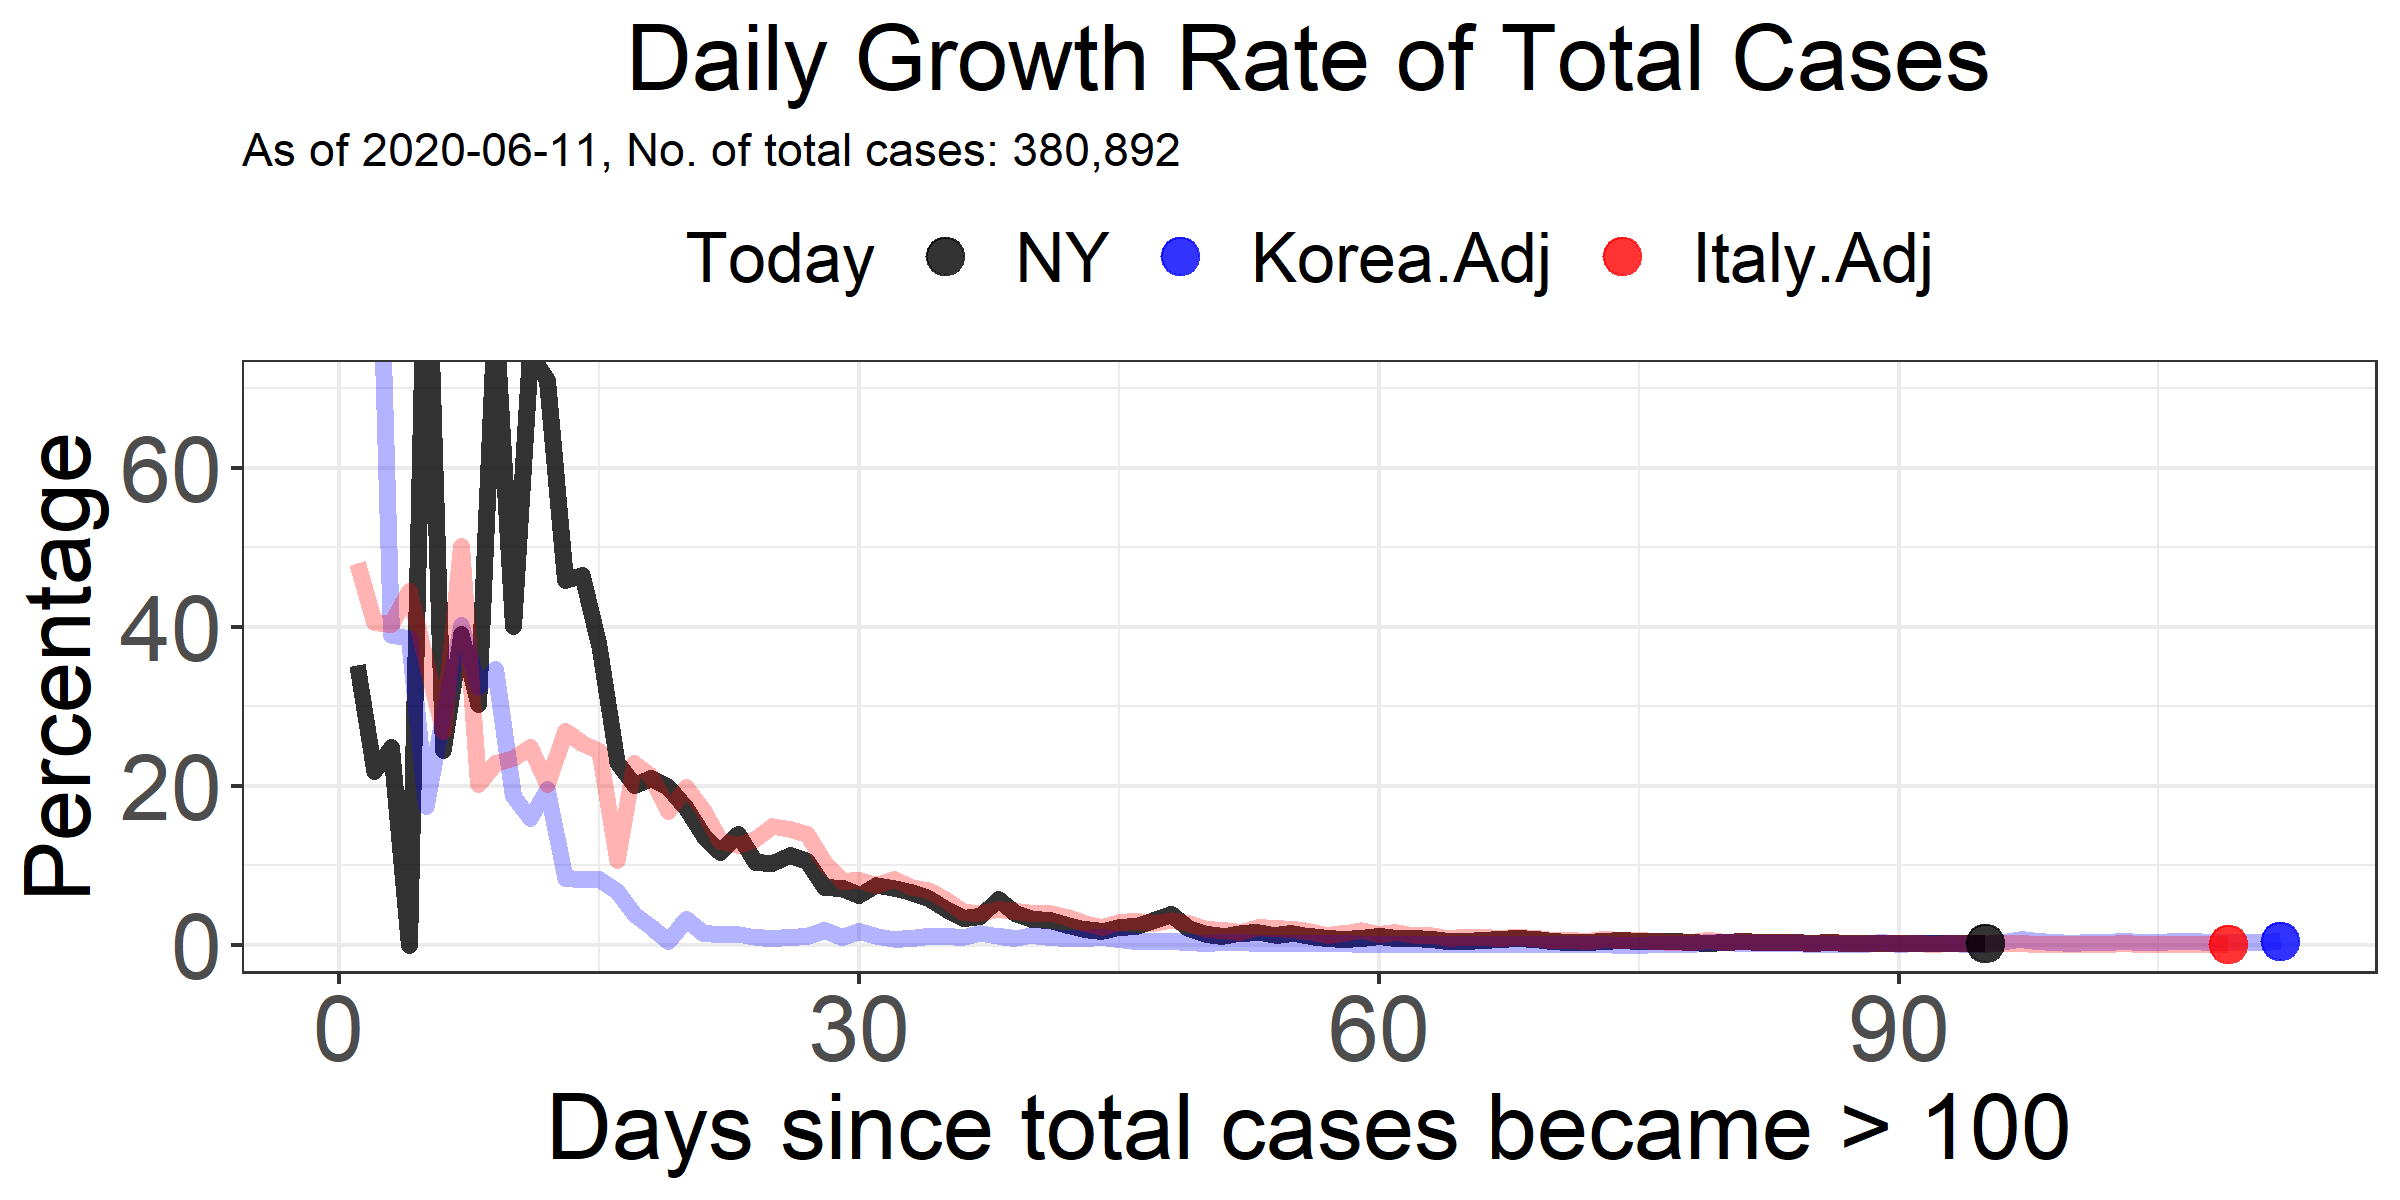 Daily Growth Rate of Total Cases
As of 2020-06-11, No. of total cases: 380,892
Today NY Korea.Adj Italy.Adj
Percentage
60
40
20
0
0 30 60 90
Days since total cases became > 100